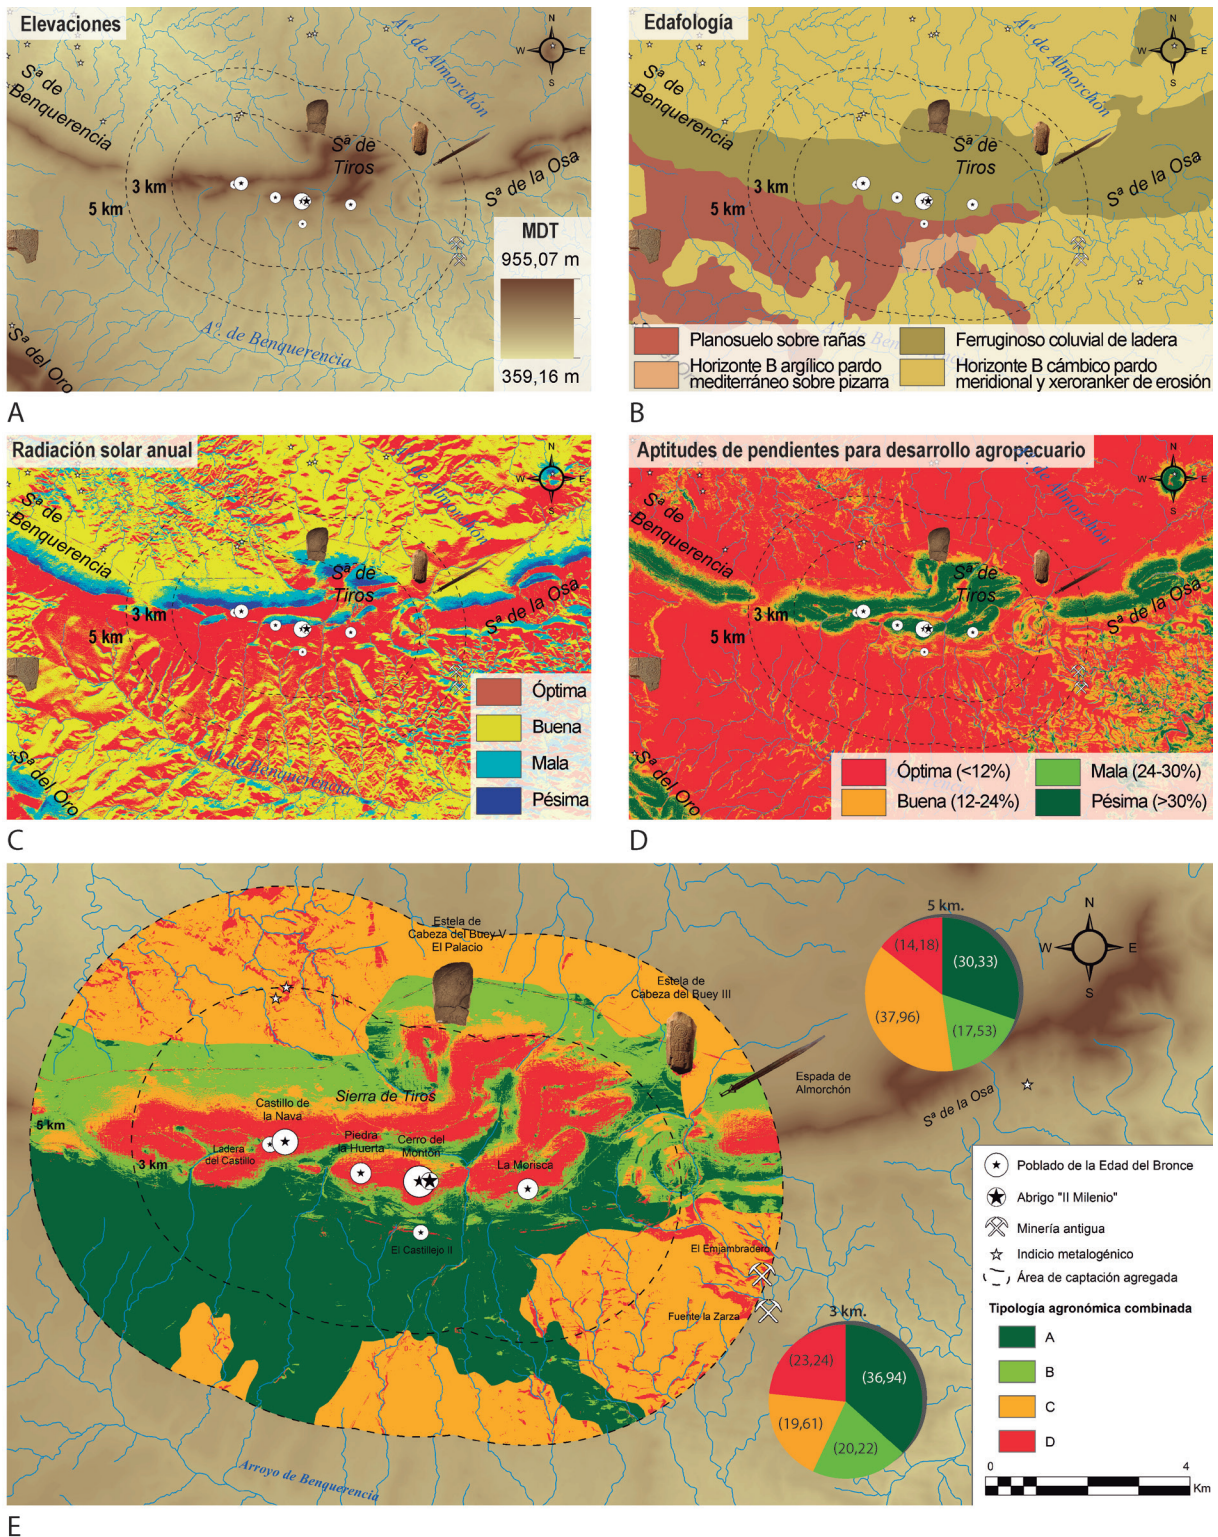 Elevaciones
Aº. de Almorchón
N
W
E
S
Sª de
Benquerencia
Sª de
Tiros
Sª de la Osa
3 km
5 km
MDT
955,07 m
359,16 m
Aº. de Benquerencia
Sª del Oro
A
Edafología
Aº. de Almorchón
N
W
E
S
Sª de
Benquerencia
Sª de
Tiros
Sª de la Osa
3 km
5 km
Aº. de Benquerencia
Planosuelo sobre rañas
Ferruginoso coluvial de ladera
Horizonte B argílico pardo
mediterráneo sobre pizarra
Horizonte B cámbico pardo
meridional y xeroranker de erosión
B
Radiación solar anual
Aº. de Almorchón
N
W
E
S
Sª de
Benquerencia
Sª de
Tiros
Sª de la Osa
3 km
5 km
Óptima
Buena
Mala
Pésima
Aº. de Benquerencia
Sª del Oro
C
Aptitudes de pendientes para desarrollo agropecuario
Aº. de Almorchón
N
W
E
S
Sª de
Benquerencia
Sª de
Tiros
Sª de la Osa
3 km
5 km
Sª del Oro
Óptima (<12%)
Mala (24-30%)
Buena (12-24%)
Pésima (>30%)
D
Estela de
Cabeza del Buey V
El Palacio
Estela de
Cabeza del Buey III
Espada de
Almorchón
Sª de la Osa
Sierra de Tiros
Castillo de
la Nava
Ladera
del Castillo
Piedra
la Huerta
Cerro del
Montón
La Morisca
El Castillejo II
El Enjambradero
Fuente la Zarza
5 km
3 km
Arroyo de Benquerencia
5 km.
(14,18)
(30,33)
(37,96)
(17,53)
N
W
E
S
3 km.
(23,24)
(36,94)
(19,61)
(20,22)
Poblado de la Edad del Bronce
Abrigo "II Milenio"
Minería antigua
Indicio metalogénico
Área de captación agregada
Tipología agronómica combinada
A
B
C
D
0
4
Km
E